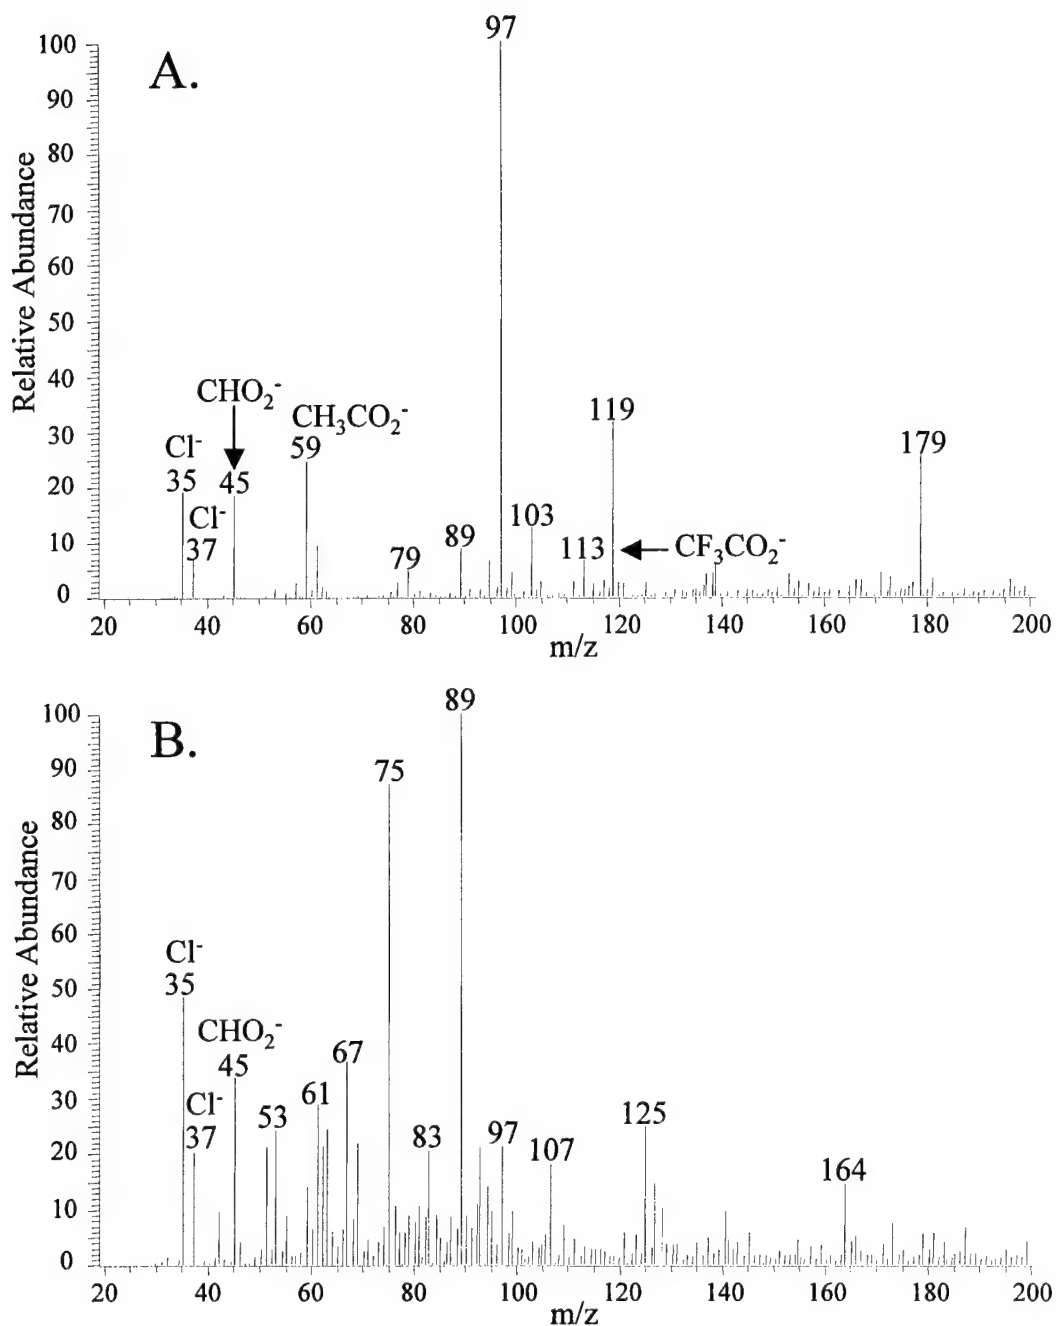 A.
Relative Abundance
100
90
80
70
60
50
40
30
20
10
0
97
CHO₂⁻
Cl⁻
35
45
Cl⁻
37
CH₃CO₂⁻
59
79
89
103
113
119
CF₃CO₂⁻
179
20 40 60 80 100 120 140 160 180 200
m/z
B.
Relative Abundance
100
90
80
70
60
50
40
30
20
10
0
89
75
Cl⁻
35
CHO₂⁻
45
Cl⁻
37
53
61
67
83
97
107
125
164
20 40 60 80 100 120 140 160 180 200
m/z